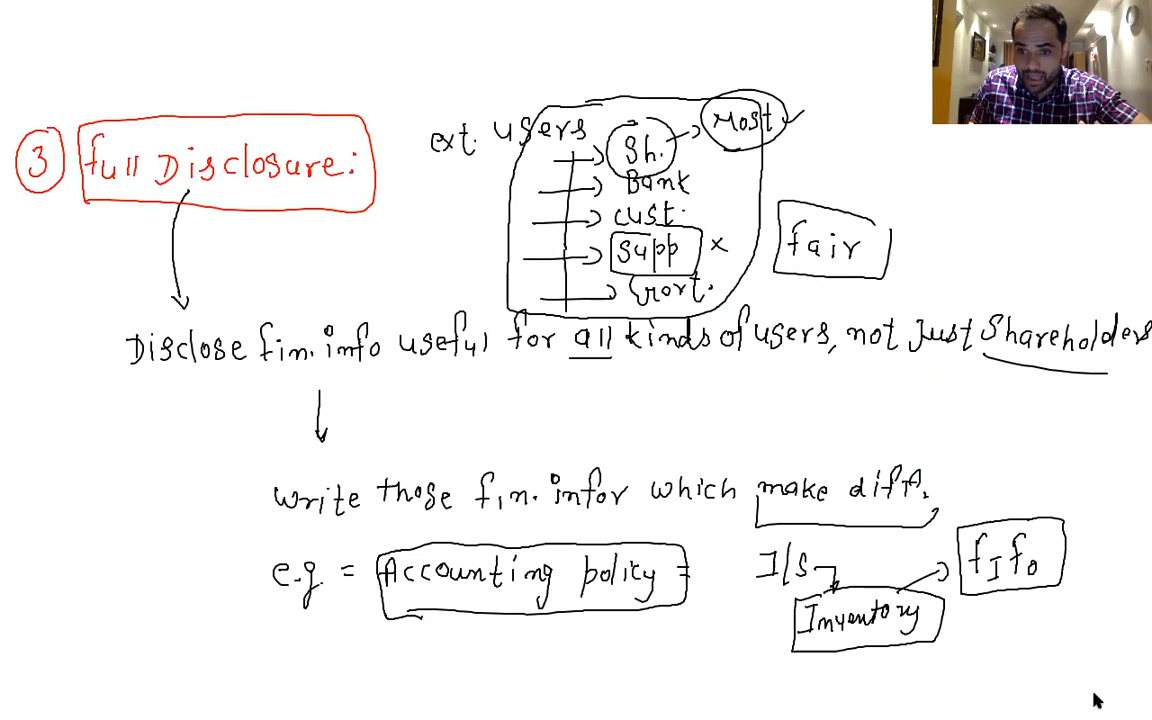 ③ Full Disclosure:
ext. users
Sh. → Most
Bank
cust.
Supp ×
Govt.
fair
Disclose fin. info useful for all kinds of users, not just Shareholders
Write those fin. infor which make diff.
e.g. = Accounting policy =
I/S
Inventory
FIFO